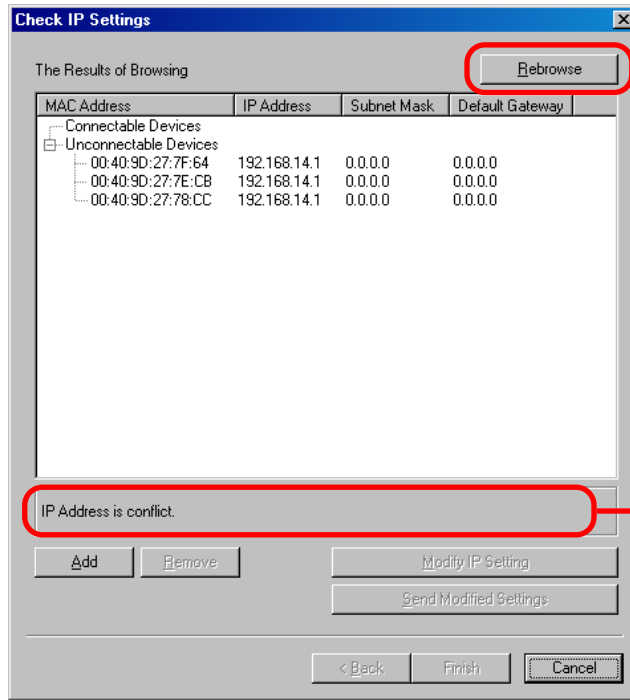 Check IP Settings
The Results of Browsing
Rebrowse
MAC Address IP Address Subnet Mask Default Gateway
Connectable Devices
Unconnectable Devices
00:40:9D:27:7F:64 192.168.14.1 0.0.0.0 0.0.0.0
00:40:9D:27:7E:CB 192.168.14.1 0.0.0.0 0.0.0.0
00:40:9D:27:78:CC 192.168.14.1 0.0.0.0 0.0.0.0
IP Address is conflict.
Add Remove Modify IP Setting
Send Modified Settings
< Back Finish Cancel